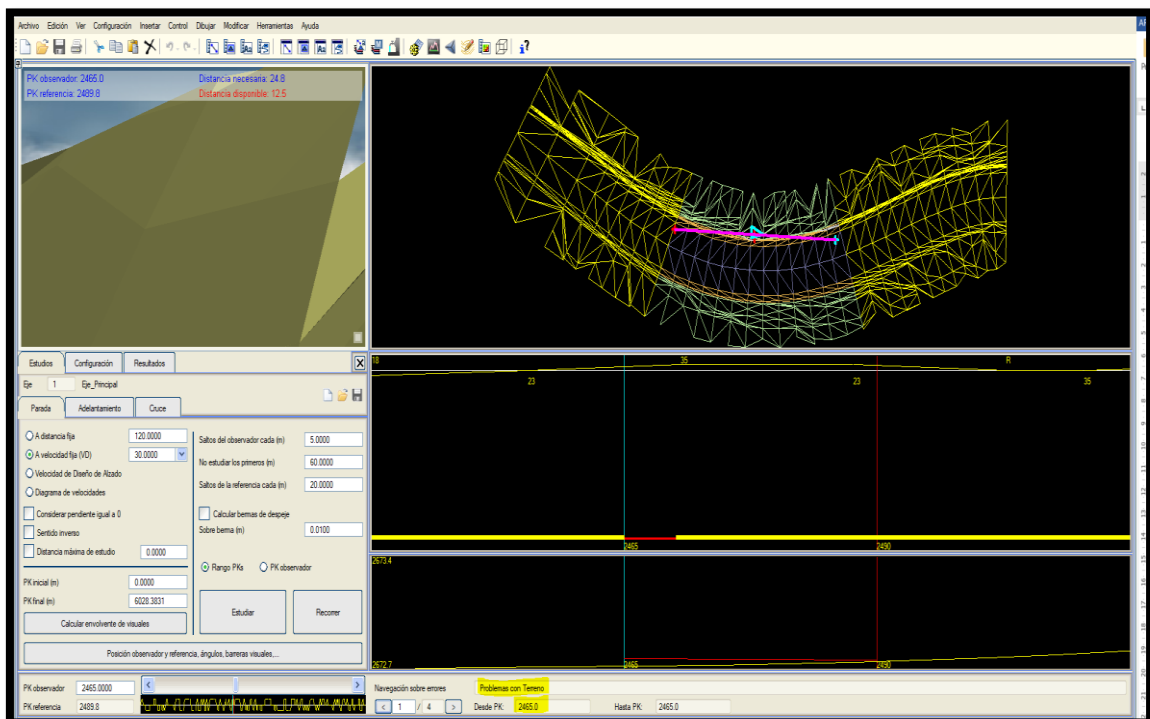 Archivo Edición Ver Configuración Insertar Control Dibujar Modificar Herramientas Ayuda
PK observador: 2465.0 Distancia necesaria: 24.8
PK referencia: 2489.8 Distancia disponible: 12.5
Estudios Configuración Resultados
Eje 1 Eje_Principal
Parada Adelantamiento Cruce
A distancia fija 120.0000 Saltos del observador cada (m) 5.0000
A velocidad fija (VD) 30.0000 No estudiar los primeros (m) 60.0000
Velocidad de Diseño de Alzado Saltos de la referencia cada (m) 20.0000
Diagrama de velocidades
Considerar pendiente igual a 0 Calcular bermas de despeje
Sentido inverso Sobre berma (m) 0.0100
Distancia máxima de estudio 0.0000
Rango PKs PK observador
PK inicial (m) 0.0000
PK final (m) 6028.3831
Estudiar Recorrer
Calcular envolvente de visuales
Posición observador y referencia, ángulos, barreras visuales,...
18 35 R
23 23 35
2465 2490
2673.4
2672.7 2465 2490
PK observador 2465.0000 Navegación sobre errores Problemas con Terreno
PK referencia 2489.8 < 1 / 4 > Desde PK: 2465.0 Hasta PK: 2465.0